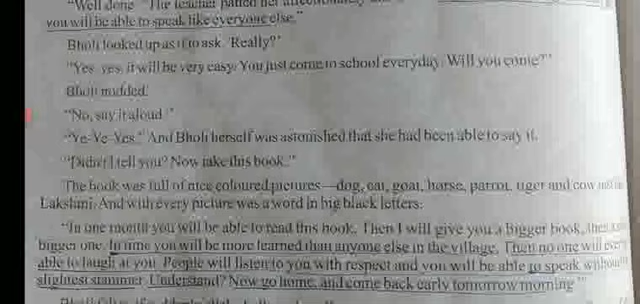 "Well done." The teacher patted her affectionately and
you will be able to speak like everyone else."
Bholi looked up as if to ask, 'Really?'
"Yes, yes, it will be very easy. You just come to school everyday. Will you come?"
Bholi nodded.
"No, say it aloud."
"Ye-Ye-Yes." And Bholi herself was astonished that she had been able to say it.
"Didn't I tell you? Now take this book."
The book was full of nice coloured pictures—dog, cat, goat, horse, parrot, tiger and cow
Lakshmi. And with every picture was a word in big black letters.
"In one month you will be able to read this book. Then I will give you a bigger book, then
bigger one. In time you will be more learned than anyone else in the village. Then no one will ever
able to laugh at you. People will listen to you with respect and you will be able to speak without
slightest stammer. Understand? Now go home, and come back early tomorrow morning."